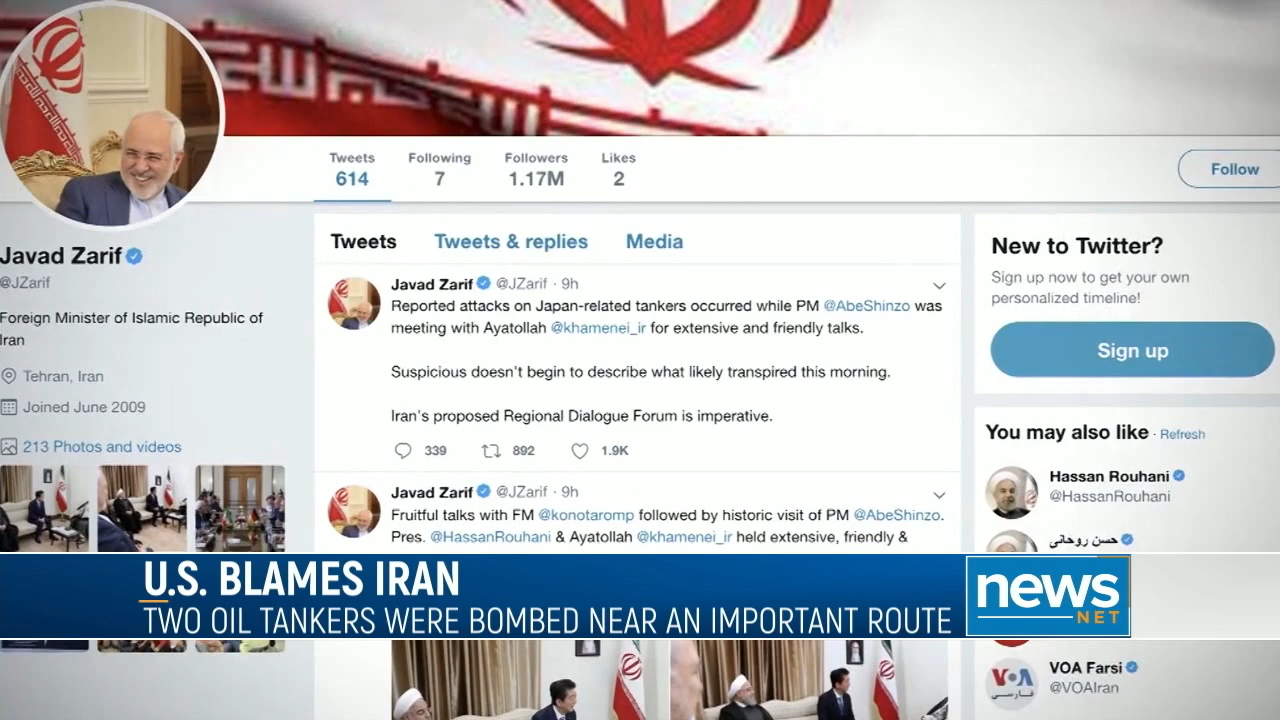 Tweets
614
Following
7
Followers
1.17M
Likes
2
Follow
Javad Zarif
@JZarif
Foreign Minister of Islamic Republic of
Iran
Tehran, Iran
Joined June 2009
213 Photos and videos
Tweets
Tweets & replies
Media
Javad Zarif @JZarif · 9h
Reported attacks on Japan-related tankers occurred while PM @AbeShinzo was
meeting with Ayatollah @khamenei_ir for extensive and friendly talks.
Suspicious doesn't begin to describe what likely transpired this morning.
Iran's proposed Regional Dialogue Forum is imperative.
339
892
1.9K
Javad Zarif @JZarif · 9h
Fruitful talks with FM @konotaromp followed by historic visit of PM @AbeShinzo.
Pres. @HassanRouhani & Ayatollah @khamenei_ir held extensive, friendly &
New to Twitter?
Sign up now to get your own
personalized timeline!
Sign up
You may also like · Refresh
Hassan Rouhani
@HassanRouhani
حسن روحانی
U.S. BLAMES IRAN
TWO OIL TANKERS WERE BOMBED NEAR AN IMPORTANT ROUTE
news
NET
VOA
فارسی
VOA Farsi
@VOAIran